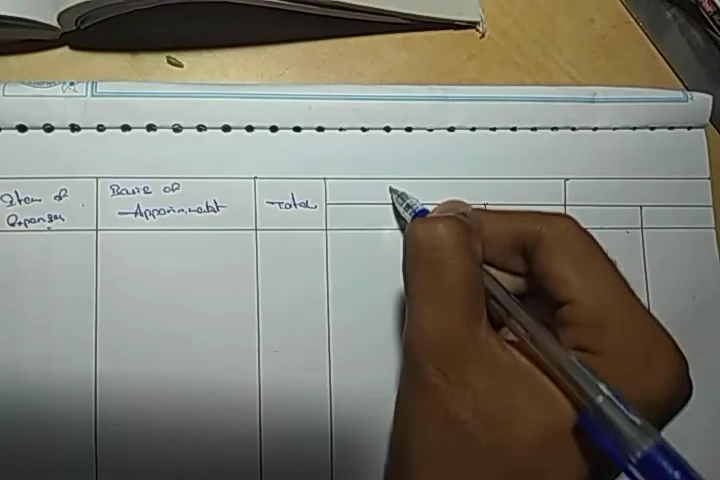 Item of
Expenses
Basis of
Apportionment
Total